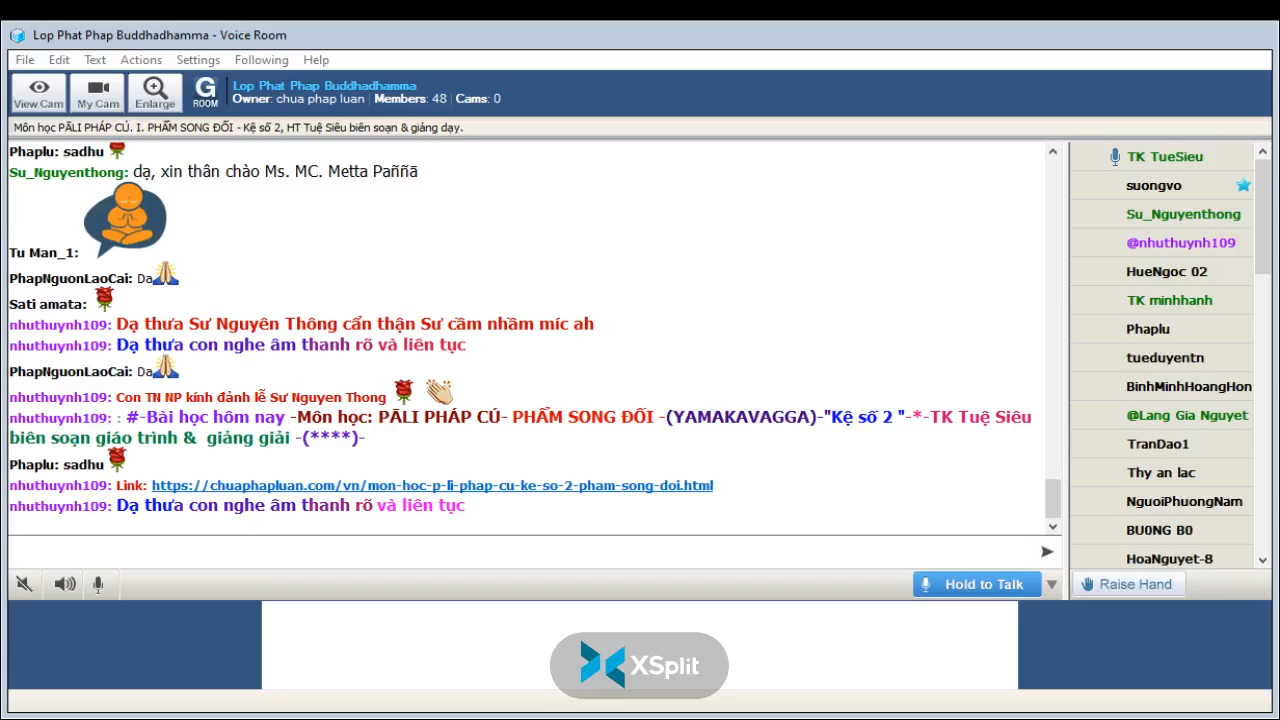 Lop Phat Phap Buddhadhamma - Voice Room
File Edit Text Actions Settings Following Help
View Cam My Cam Enlarge G ROOM
Lop Phat Phap Buddhadhamma
Owner: chua phap luan | Members: 48 | Cams: 0
Môn học PĀLI PHÁP CÚ. I. PHẨM SONG ĐỐI - Kệ số 2, HT Tuệ Siêu biên soạn & giảng dạy.
Phaplu: sadhu
Su_Nguyenthong: dạ, xin thân chào Ms. MC. Metta Paññā
Tu Man_1:
PhapNguonLaoCai: Da
Sati amata:
nhuthuynh109: Dạ thưa Sư Nguyên Thông cẩn thận Sư cầm nhầm míc ah
nhuthuynh109: Dạ thưa con nghe âm thanh rõ và liên tục
PhapNguonLaoCai: Da
nhuthuynh109: Con TN NP kính đảnh lễ Sư Nguyen Thong
nhuthuynh109: : #-Bài học hôm nay -Môn học: PĀLI PHÁP CÚ- PHẨM SONG ĐỐI -(YAMAKAVAGGA)-"Kệ số 2 "-*-TK Tuệ Siêu
biên soạn giáo trình & giảng giải -(****)-
Phaplu: sadhu
nhuthuynh109: Link: https://chuaphapluan.com/vn/mon-hoc-p-li-phap-cu-ke-so-2-pham-song-doi.html
nhuthuynh109: Dạ thưa con nghe âm thanh rõ và liên tục
TK TueSieu
suongvo
Su_Nguyenthong
@nhuthuynh109
HueNgoc 02
TK minhhanh
Phaplu
tueduyentn
BinhMinhHoangHon
@Lang Gia Nguyet
TranDao1
Thy an lac
NguoiPhuongNam
BU0NG B0
HoaNguyet-8
Hold to Talk
Raise Hand
XSplit